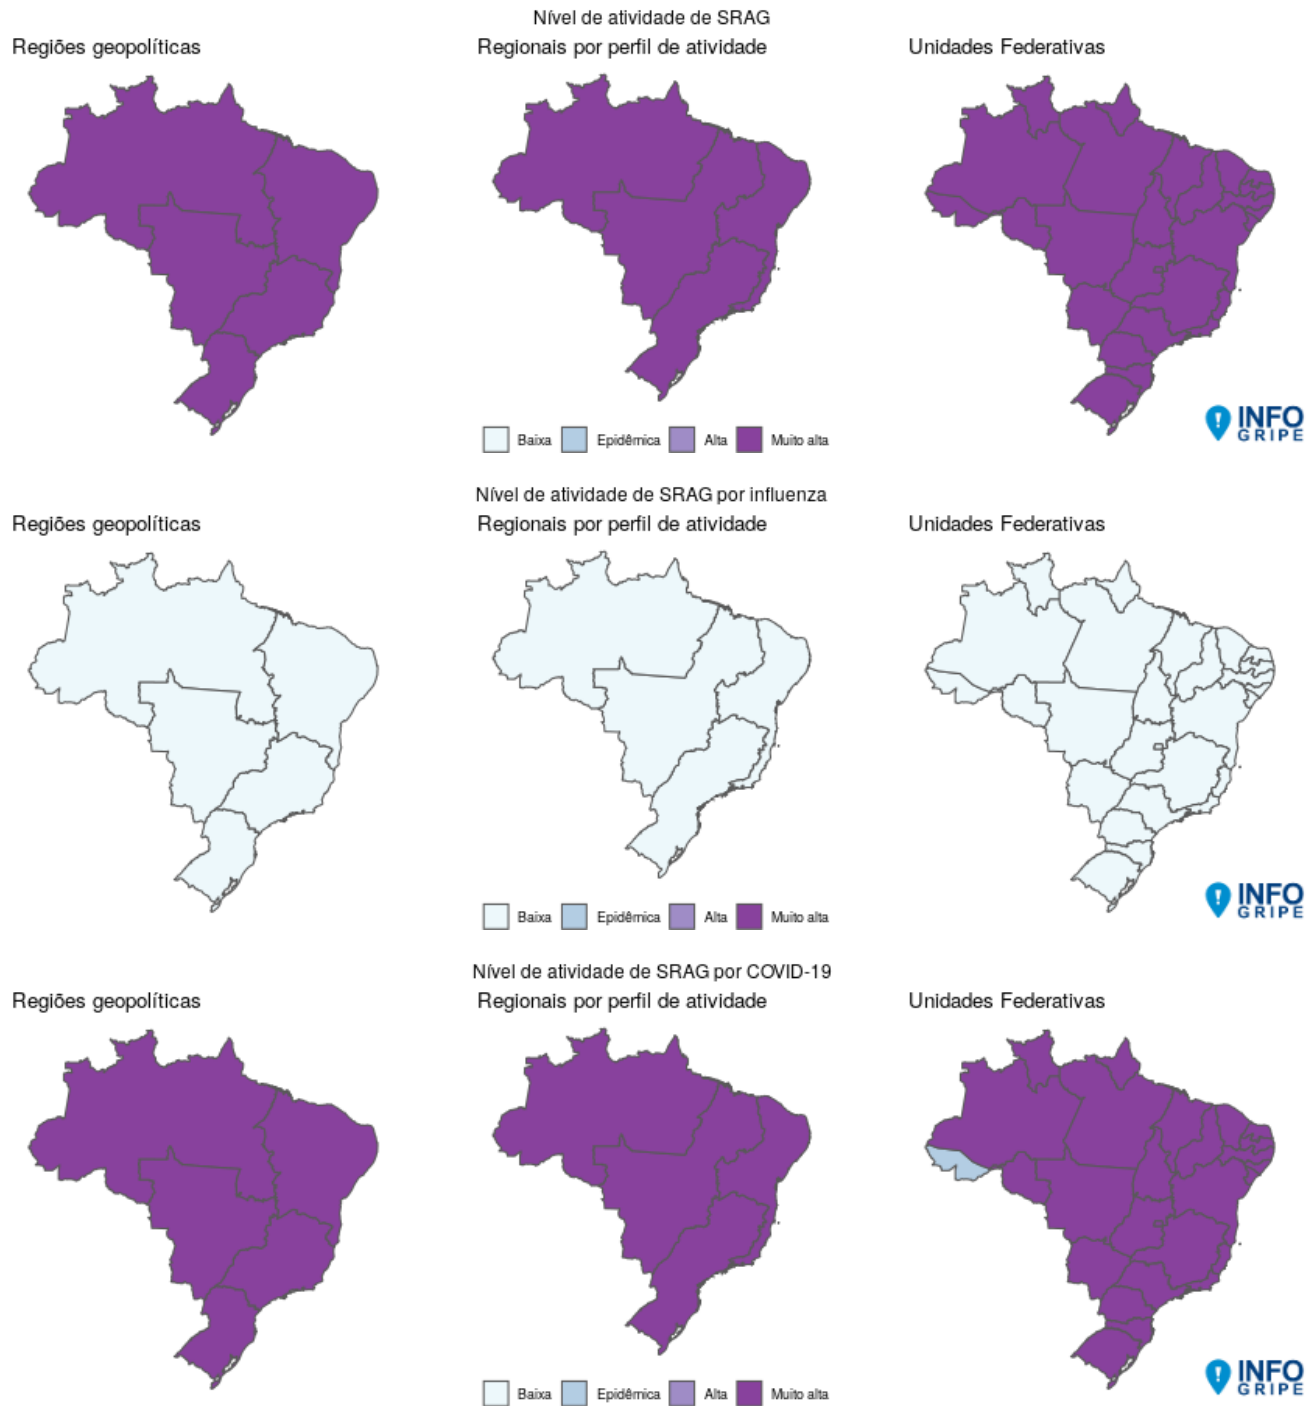 Nível de atividade de SRAG
Regiões geopolíticas
Regionais por perfil de atividade
Unidades Federativas
INFO
GRIPE
Baixa
Epidêmica
Alta
Muito alta
Nível de atividade de SRAG por influenza
Regiões geopolíticas
Regionais por perfil de atividade
Unidades Federativas
INFO
GRIPE
Baixa
Epidêmica
Alta
Muito alta
Nível de atividade de SRAG por COVID-19
Regiões geopolíticas
Regionais por perfil de atividade
Unidades Federativas
INFO
GRIPE
Baixa
Epidêmica
Alta
Muito alta